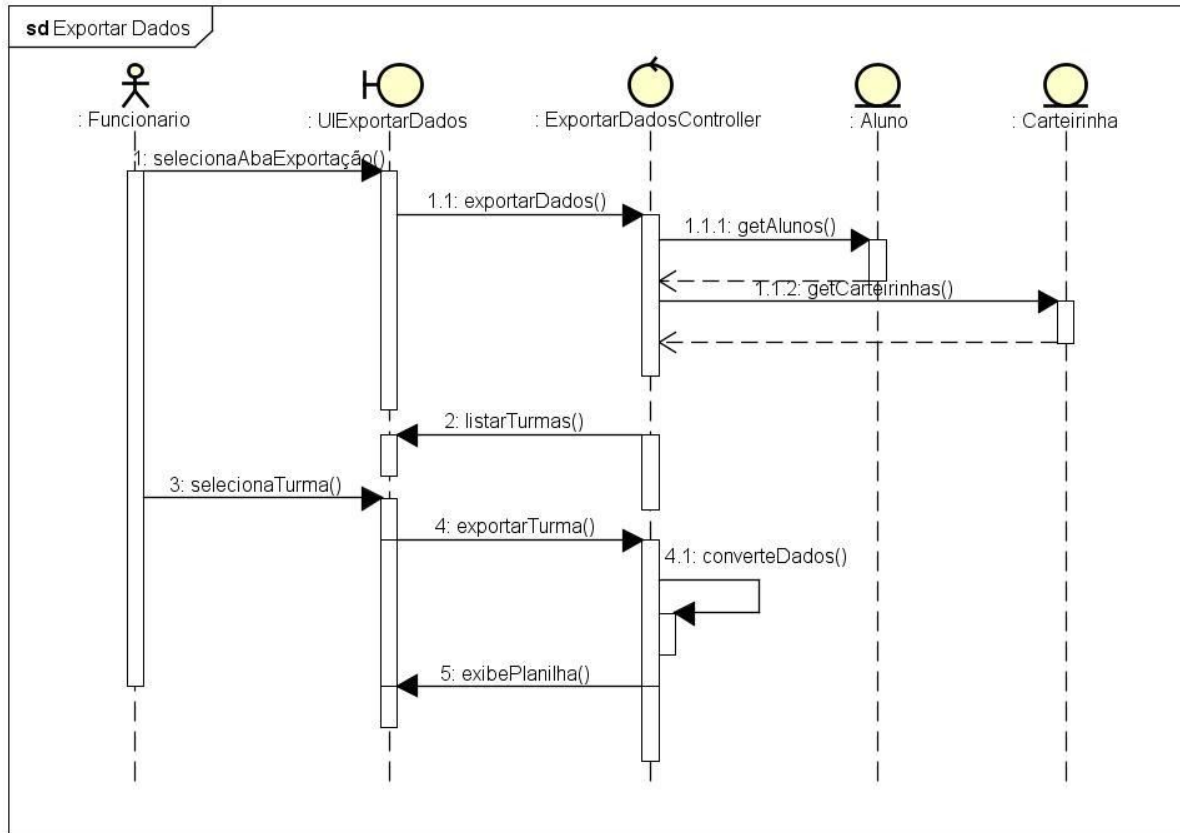 sd Exportar Dados
: Funcionario
: UIExportarDados
: ExportarDadosController
: Aluno
: Carteirinha
1: selecionaAbaExportação()
1.1: exportarDados()
1.1.1: getAlunos()
1.1.2: getCarteirinhas()
2: listarTurmas()
3: selecionaTurma()
4: exportarTurma()
4.1: converteDados()
5: exibePlanilha()